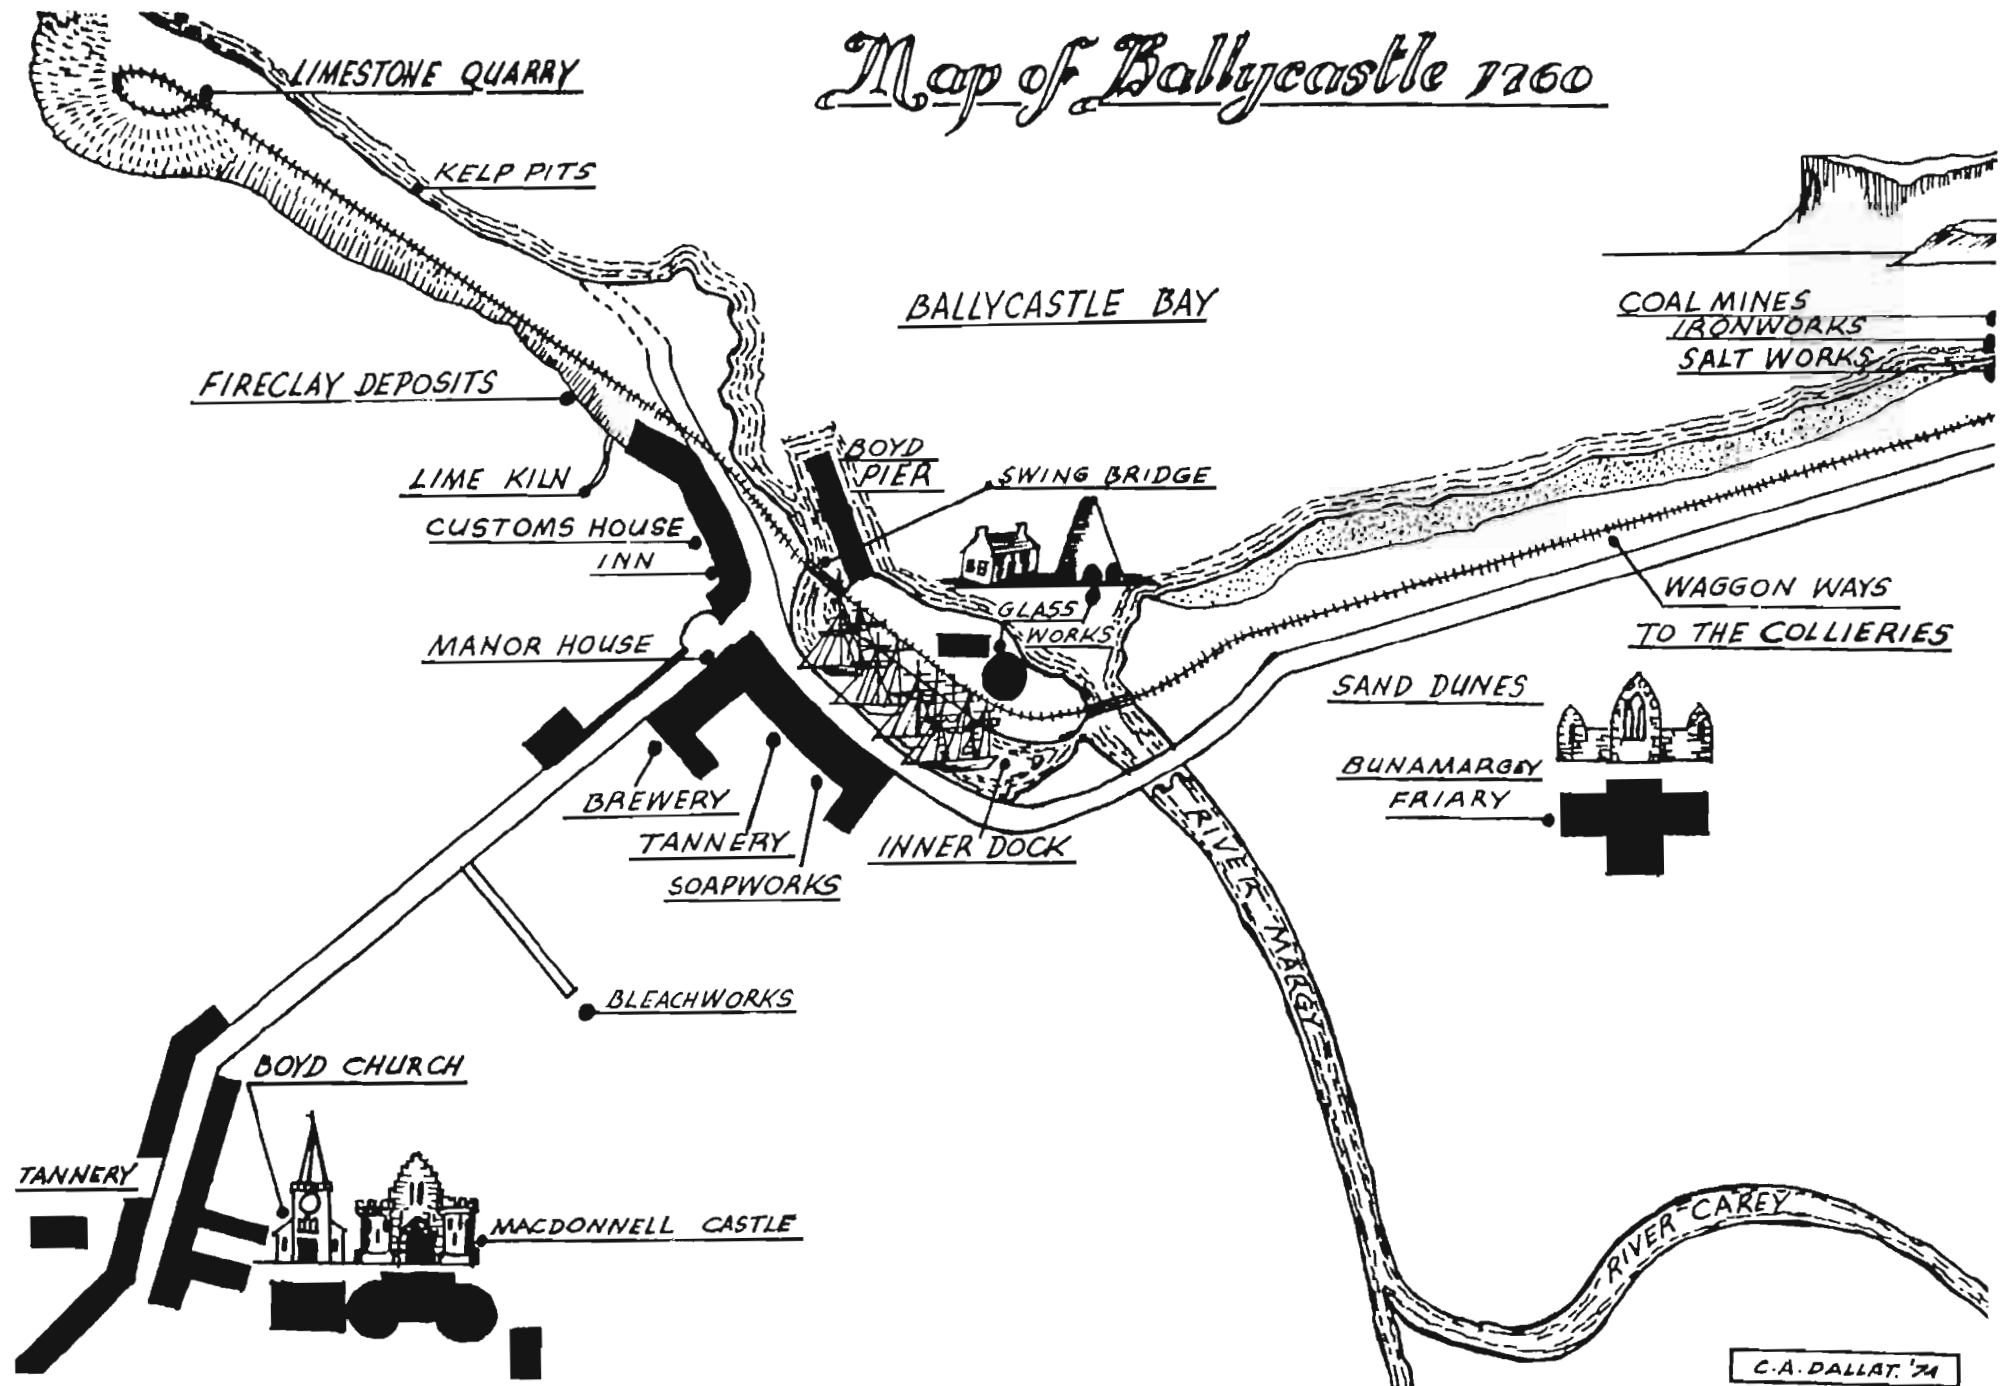 Map of Ballycastle 1760
LIMESTONE QUARRY
KELP PITS
BALLYCASTLE BAY
COAL MINES
IRONWORKS
SALT WORKS
FIRECLAY DEPOSITS
BOYD
PIER
SWING BRIDGE
LIME KILN
CUSTOMS HOUSE
INN
GLASS
WORKS
WAGGON WAYS
TO THE COLLIERIES
MANOR HOUSE
SAND DUNES
BUNAMARGEY
FRIARY
BREWERY
TANNERY
SOAPWORKS
INNER DOCK
RIVER MARGY
BLEACHWORKS
BOYD CHURCH
TANNERY
MACDONNELL CASTLE
RIVER CAREY
C.A.DALLAT.'74